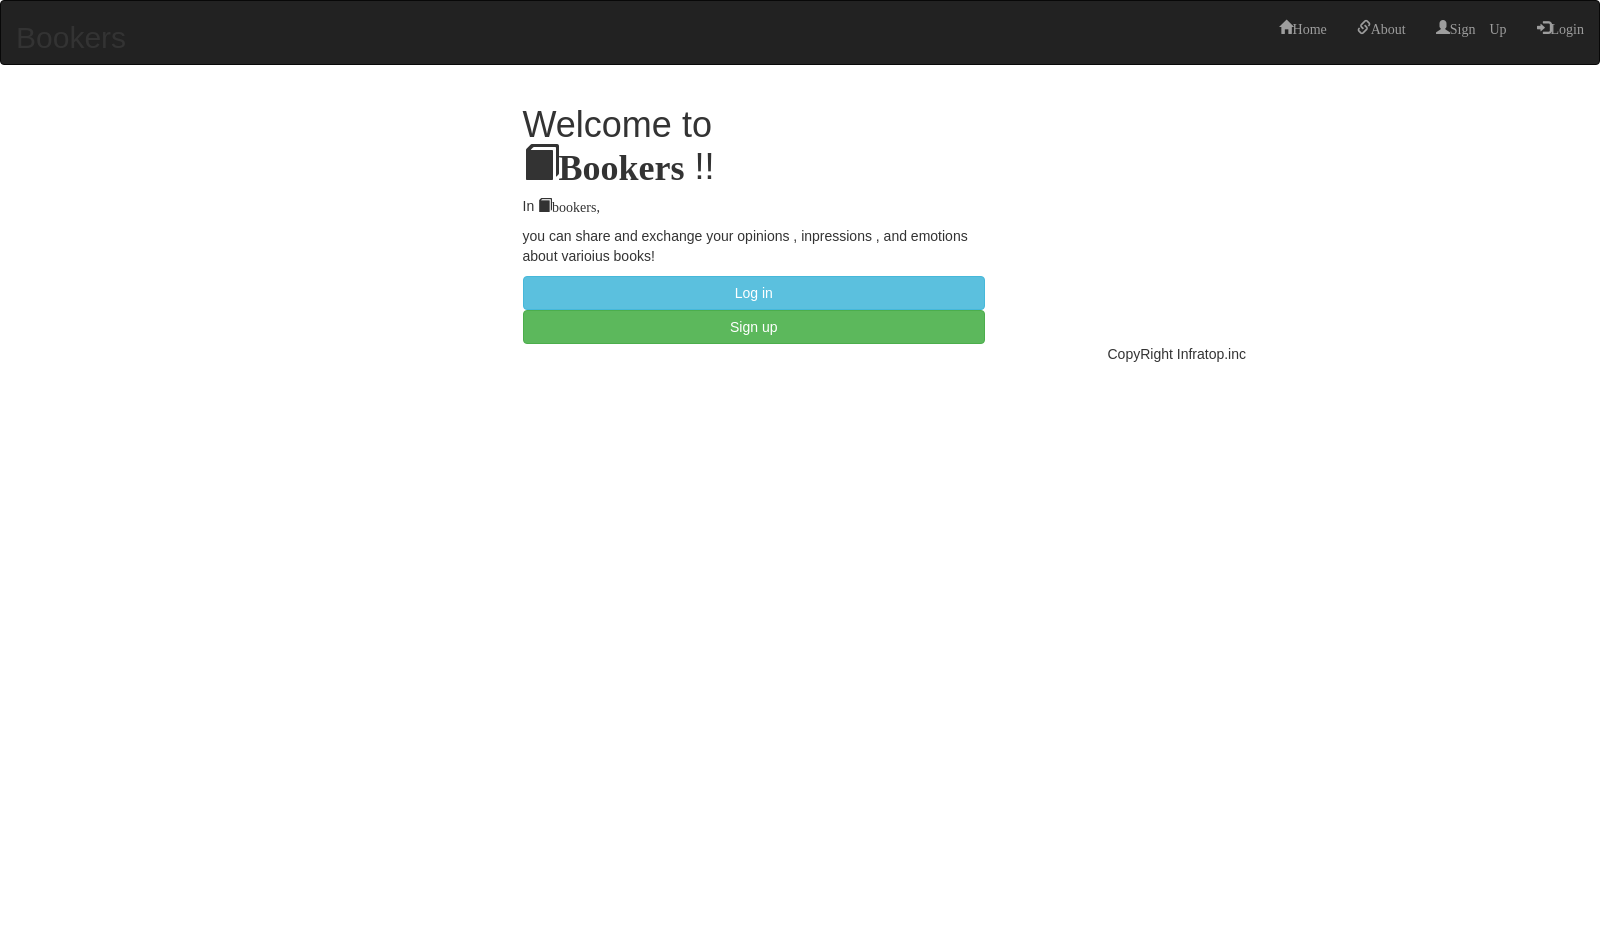 Bookers
Home About Sign Up Login
Welcome to
Bookers !!
In bookers,
you can share and exchange your opinions , inpressions , and emotions
about varioius books!
Log in
Sign up
CopyRight Infratop.inc